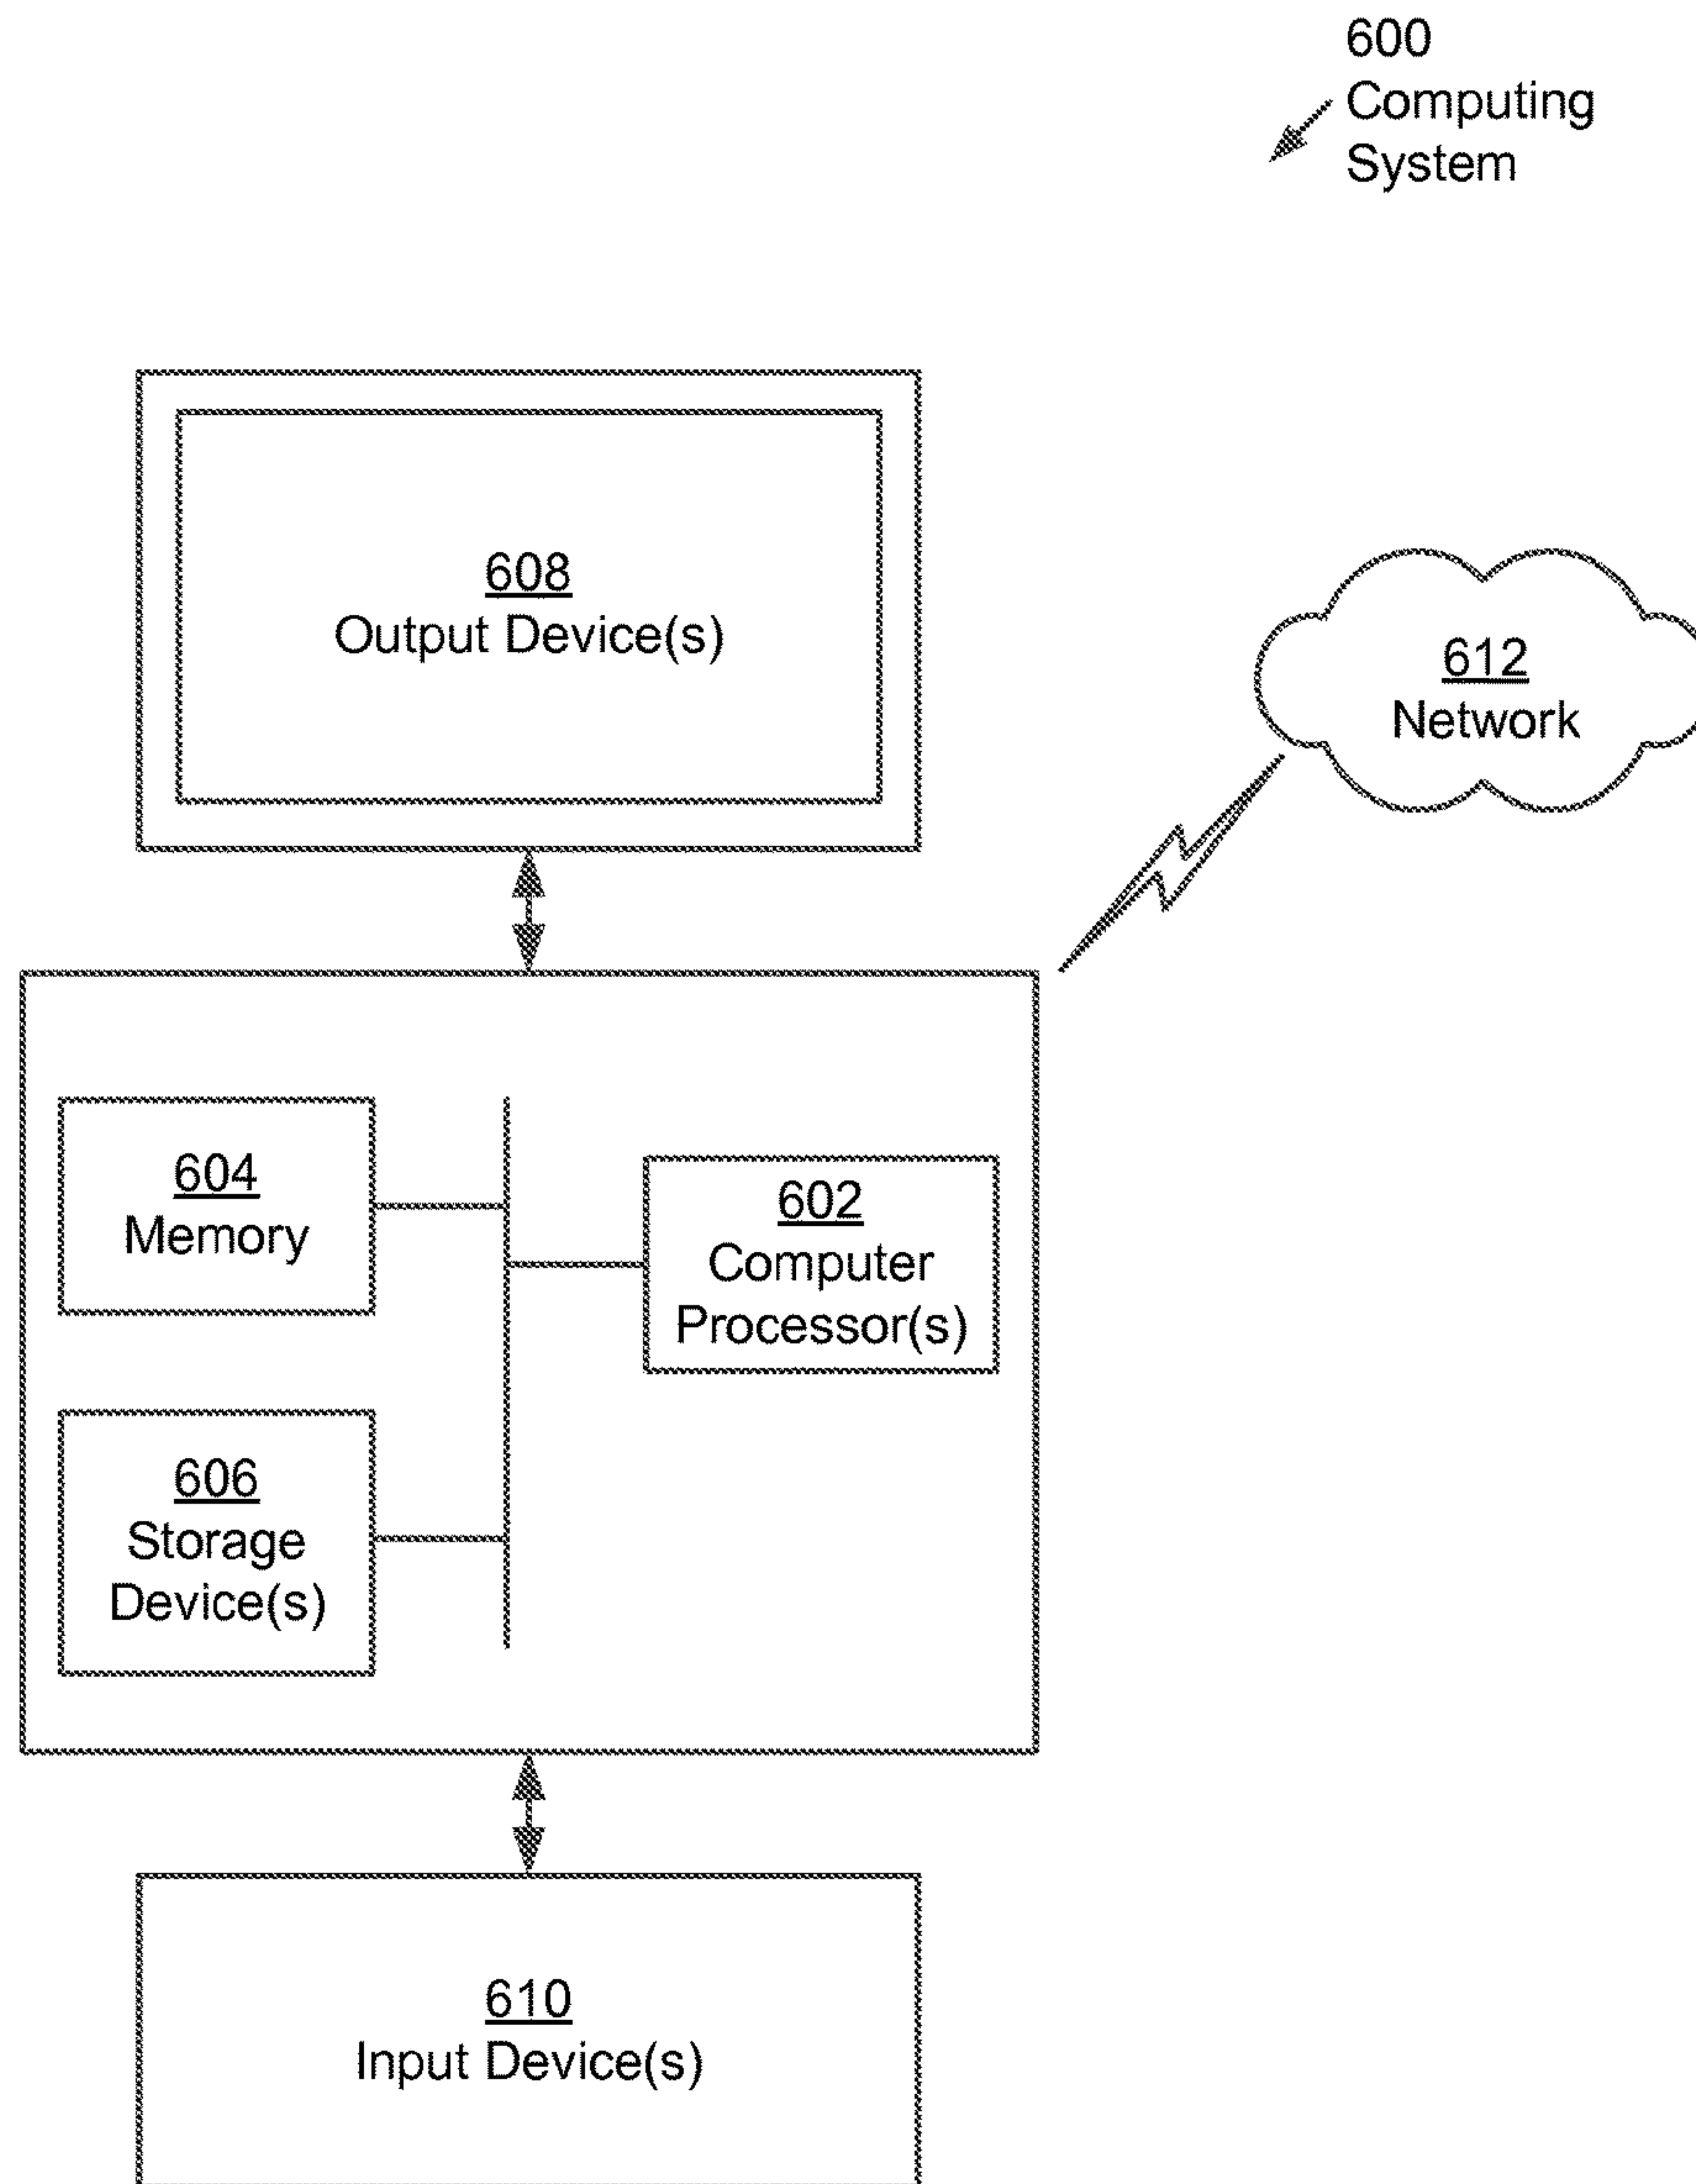 600
Computing
System
608
Output Device(s)
612
Network
604
Memory
602
Computer
Processor(s)
606
Storage
Device(s)
610
Input Device(s)